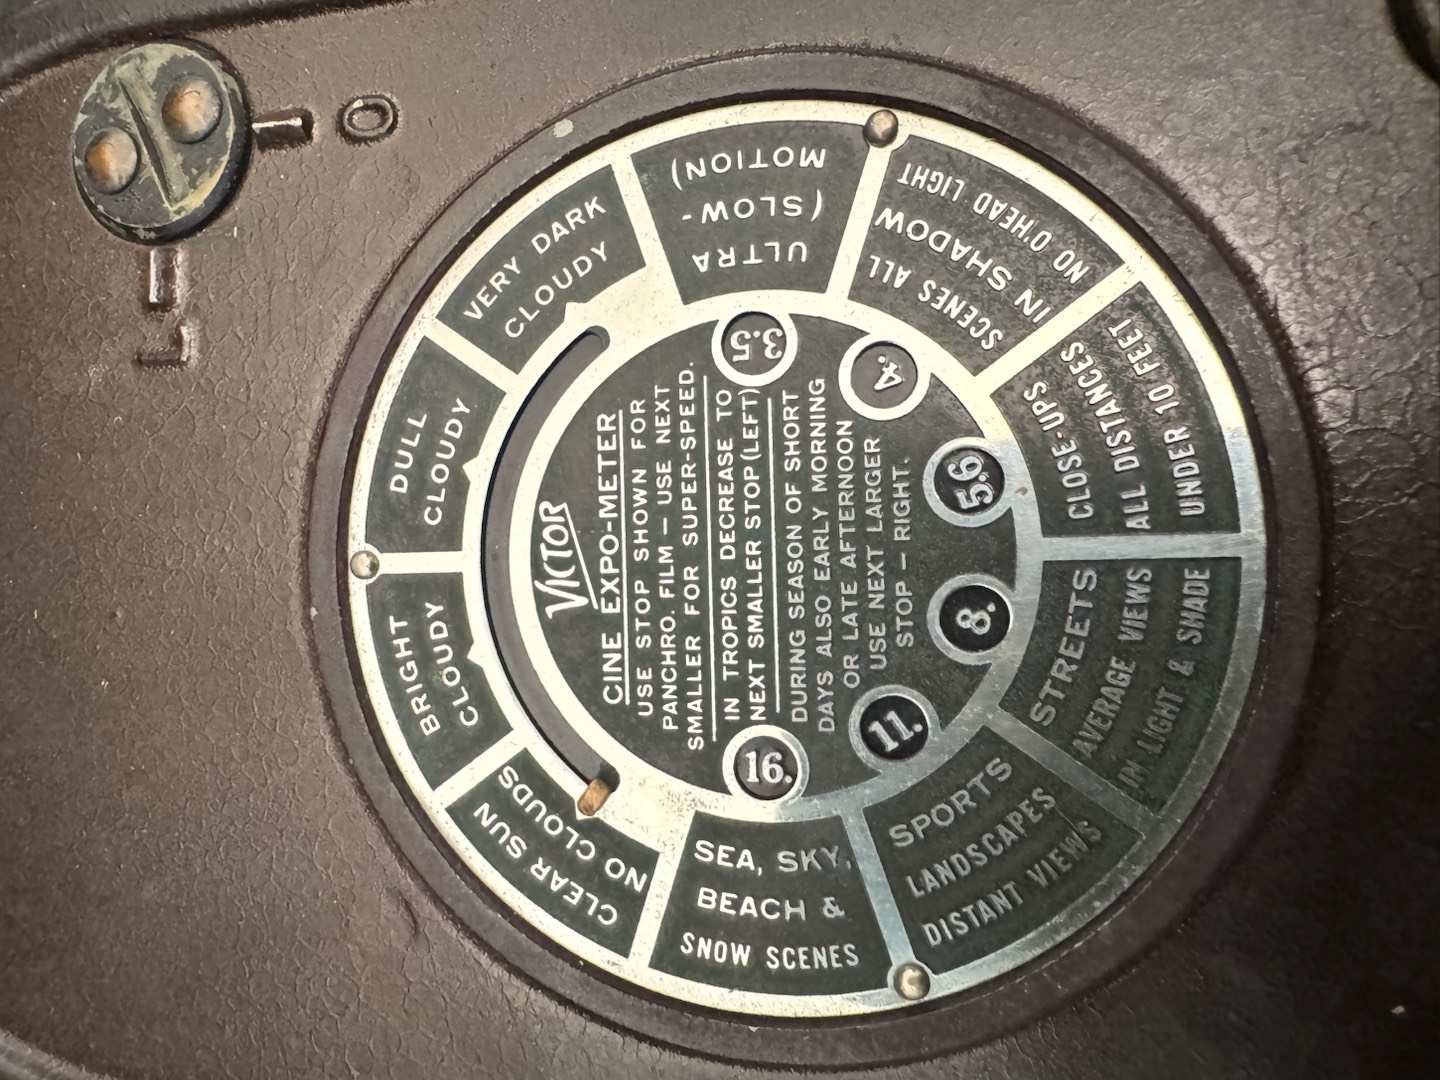 VICTOR
CINE EXPO-METER
USE STOP SHOWN FOR
PANCHRO. FILM — USE NEXT
SMALLER FOR SUPER-SPEED.
IN TROPICS DECREASE TO
NEXT SMALLER STOP (LEFT)
DURING SEASON OF SHORT
DAYS ALSO EARLY MORNING
OR LATE AFTERNOON
USE NEXT LARGER
STOP — RIGHT.
16.
11.
8.
5.6
4.
3.5
CLEAR SUN
NO CLOUDS
BRIGHT
CLOUDY
DULL
CLOUDY
VERY DARK
CLOUDY
SEA, SKY,
BEACH &
SNOW SCENES
SPORTS
LANDSCAPES
DISTANT VIEWS
STREETS
AVERAGE VIEWS
IN LIGHT & SHADE
CLOSE-UPS
ALL DISTANCES
UNDER 10 FEET
SCENES ALL
IN SHADOW
NO O'HEAD LIGHT
ULTRA
(SLOW-
MOTION)
O
L